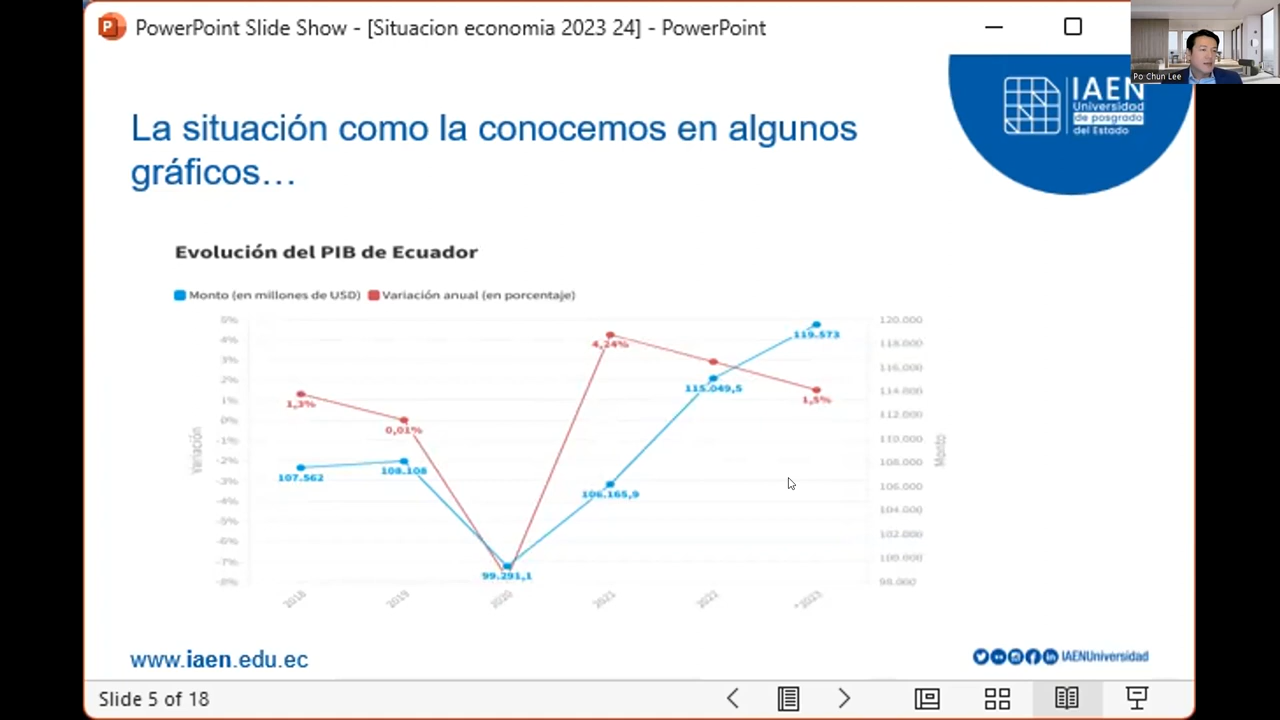 PowerPoint Slide Show - [Situacion economia 2023 24] - PowerPoint
Po Chun Lee
IAEN
Universidad
de posgrado
del Estado
La situación como la conocemos en algunos
gráficos…
Evolución del PIB de Ecuador
Monto (en millones de USD) Variación anual (en porcentaje)
5% 120.000
4% 118.000
3% 116.000
2% 114.000
1% 112.000
0% 110.000
-1% 108.000
-2% 106.000
-3% 104.000
-4% 102.000
-5% 100.000
-6% 98.000
-7%
-8%
Variación
Monto
1,3%
0,01%
4,24%
1,5%
107.562
108.108
99.291,1
106.165,9
115.049,5
119.573
2018 2019 2020 2021 2022 *2023
www.iaen.edu.ec
IAENUniversidad
Slide 5 of 18